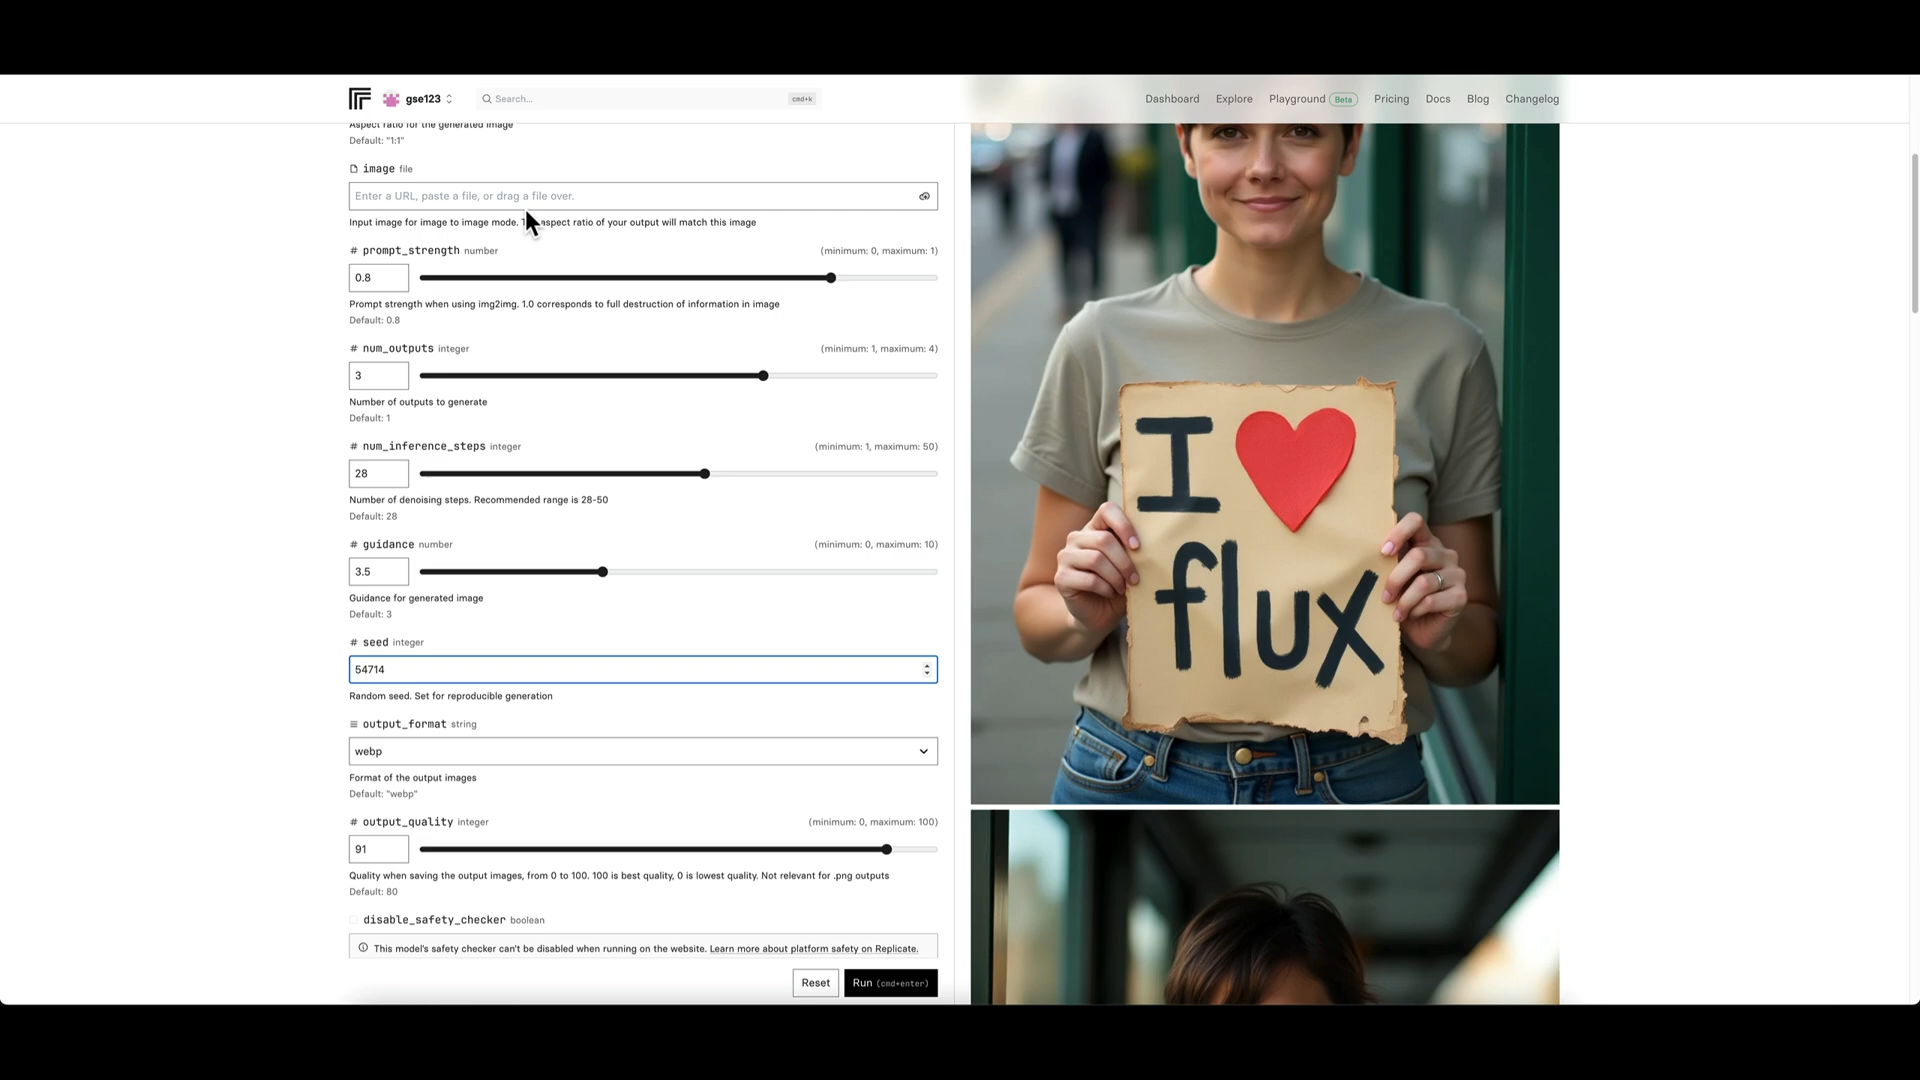 gse123
Search...
cmd+k
Dashboard
Explore
Playground Beta
Pricing
Docs
Blog
Changelog
Aspect ratio for the generated image
Default: "1:1"
image file
Enter a URL, paste a file, or drag a file over.
Input image for image to image mode. aspect ratio of your output will match this image
# prompt_strength number (minimum: 0, maximum: 1)
0.8
Prompt strength when using img2img. 1.0 corresponds to full destruction of information in image
Default: 0.8
# num_outputs integer (minimum: 1, maximum: 4)
3
Number of outputs to generate
Default: 1
# num_inference_steps integer (minimum: 1, maximum: 50)
28
Number of denoising steps. Recommended range is 28-50
Default: 28
# guidance number (minimum: 0, maximum: 10)
3.5
Guidance for generated image
Default: 3
# seed integer
54714
Random seed. Set for reproducible generation
output_format string
webp
Format of the output images
Default: "webp"
# output_quality integer (minimum: 0, maximum: 100)
91
Quality when saving the output images, from 0 to 100. 100 is best quality, 0 is lowest quality. Not relevant for .png outputs
Default: 80
disable_safety_checker boolean
This model's safety checker can't be disabled when running on the website. Learn more about platform safety on Replicate.
Reset
Run (cmd+enter)
I
flux